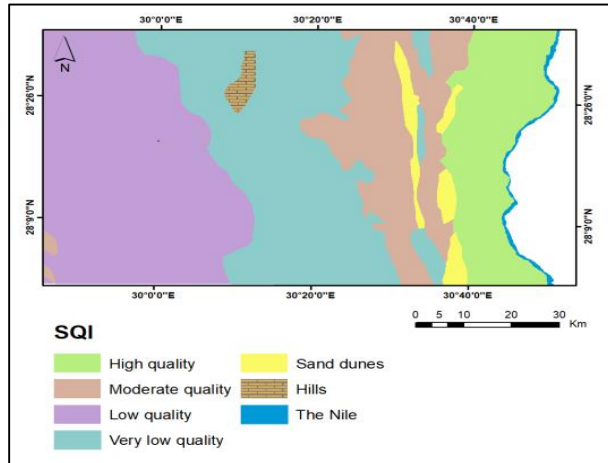 30°0'0"E 30°20'0"E 30°40'0"E
N
28°26'0"N 28°26'0"N
28°9'0"N 28°9'0"N
30°0'0"E 30°20'0"E 30°40'0"E
0 5 10 20 30
Km
SQI
High quality Sand dunes
Moderate quality Hills
Low quality The Nile
Very low quality